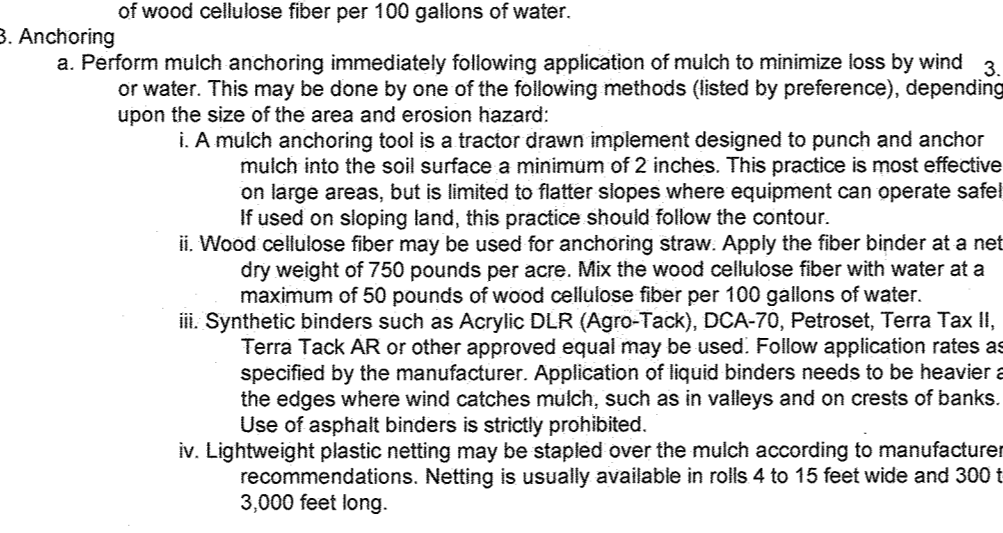 of wood cellulose fiber per 100 gallons of water.
3. Anchoring
a. Perform mulch anchoring immediately following application of mulch to minimize loss by wind 3.
or water. This may be done by one of the following methods (listed by preference), depending
upon the size of the area and erosion hazard:
i. A mulch anchoring tool is a tractor drawn implement designed to punch and anchor
mulch into the soil surface a minimum of 2 inches. This practice is most effective
on large areas, but is limited to flatter slopes where equipment can operate safel
If used on sloping land, this practice should follow the contour.
ii. Wood cellulose fiber may be used for anchoring straw. Apply the fiber binder at a net
dry weight of 750 pounds per acre. Mix the wood cellulose fiber with water at a
maximum of 50 pounds of wood cellulose fiber per 100 gallons of water.
iii. Synthetic binders such as Acrylic DLR (Agro-Tack), DCA-70, Petroset, Terra Tax II,
Terra Tack AR or other approved equal may be used. Follow application rates as
specified by the manufacturer. Application of liquid binders needs to be heavier a
the edges where wind catches mulch, such as in valleys and on crests of banks.
Use of asphalt binders is strictly prohibited.
iv. Lightweight plastic netting may be stapled over the mulch according to manufacturer
recommendations. Netting is usually available in rolls 4 to 15 feet wide and 300 t
3,000 feet long.